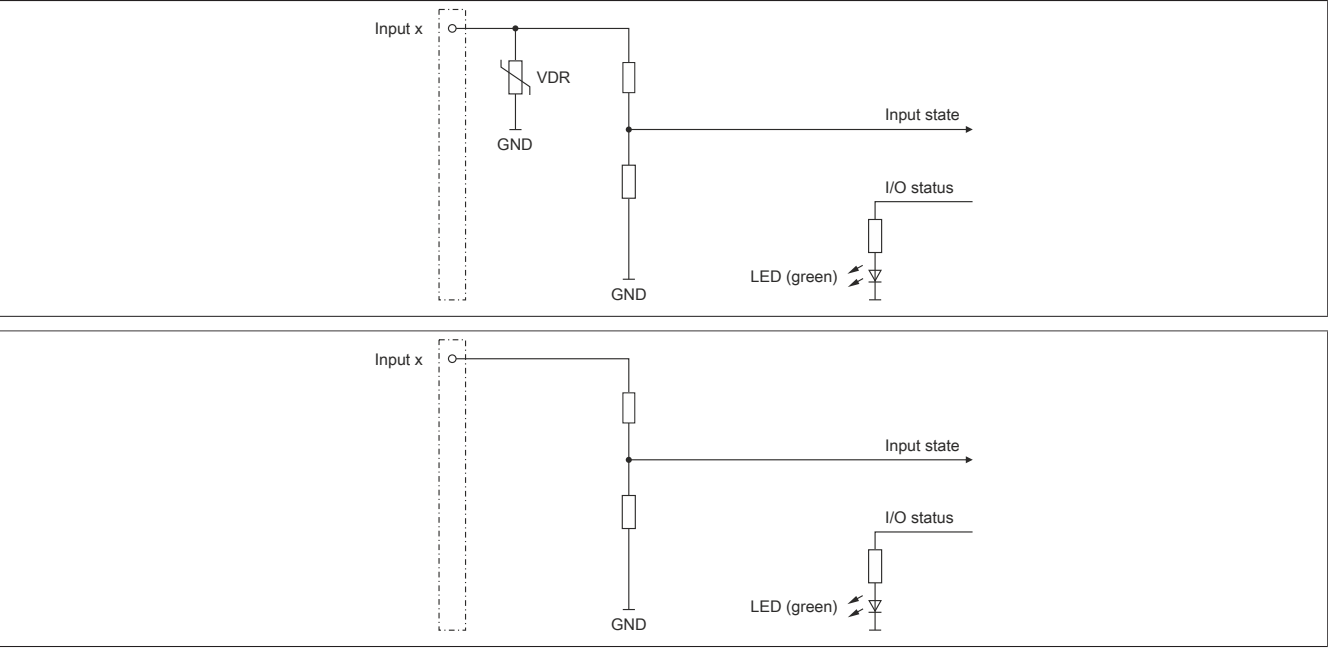 Input x
VDR
Input state
GND
I/O status
LED (green)
GND
Input x
Input state
I/O status
LED (green)
GND